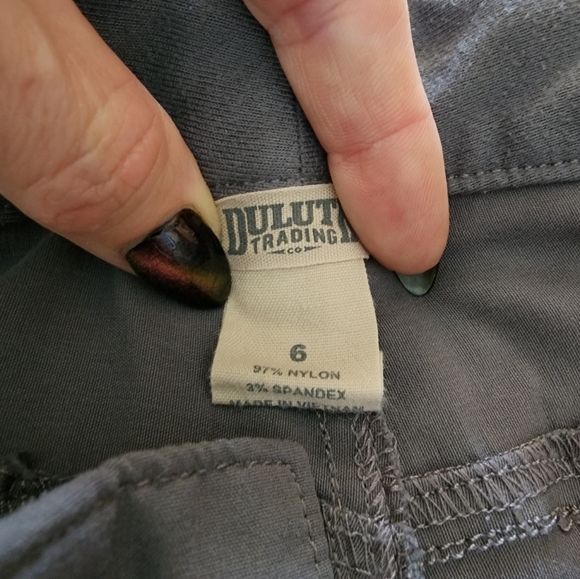 DULUTH
TRADING
CO
6
97% NYLON
3% SPANDEX
MADE IN VIETNAM